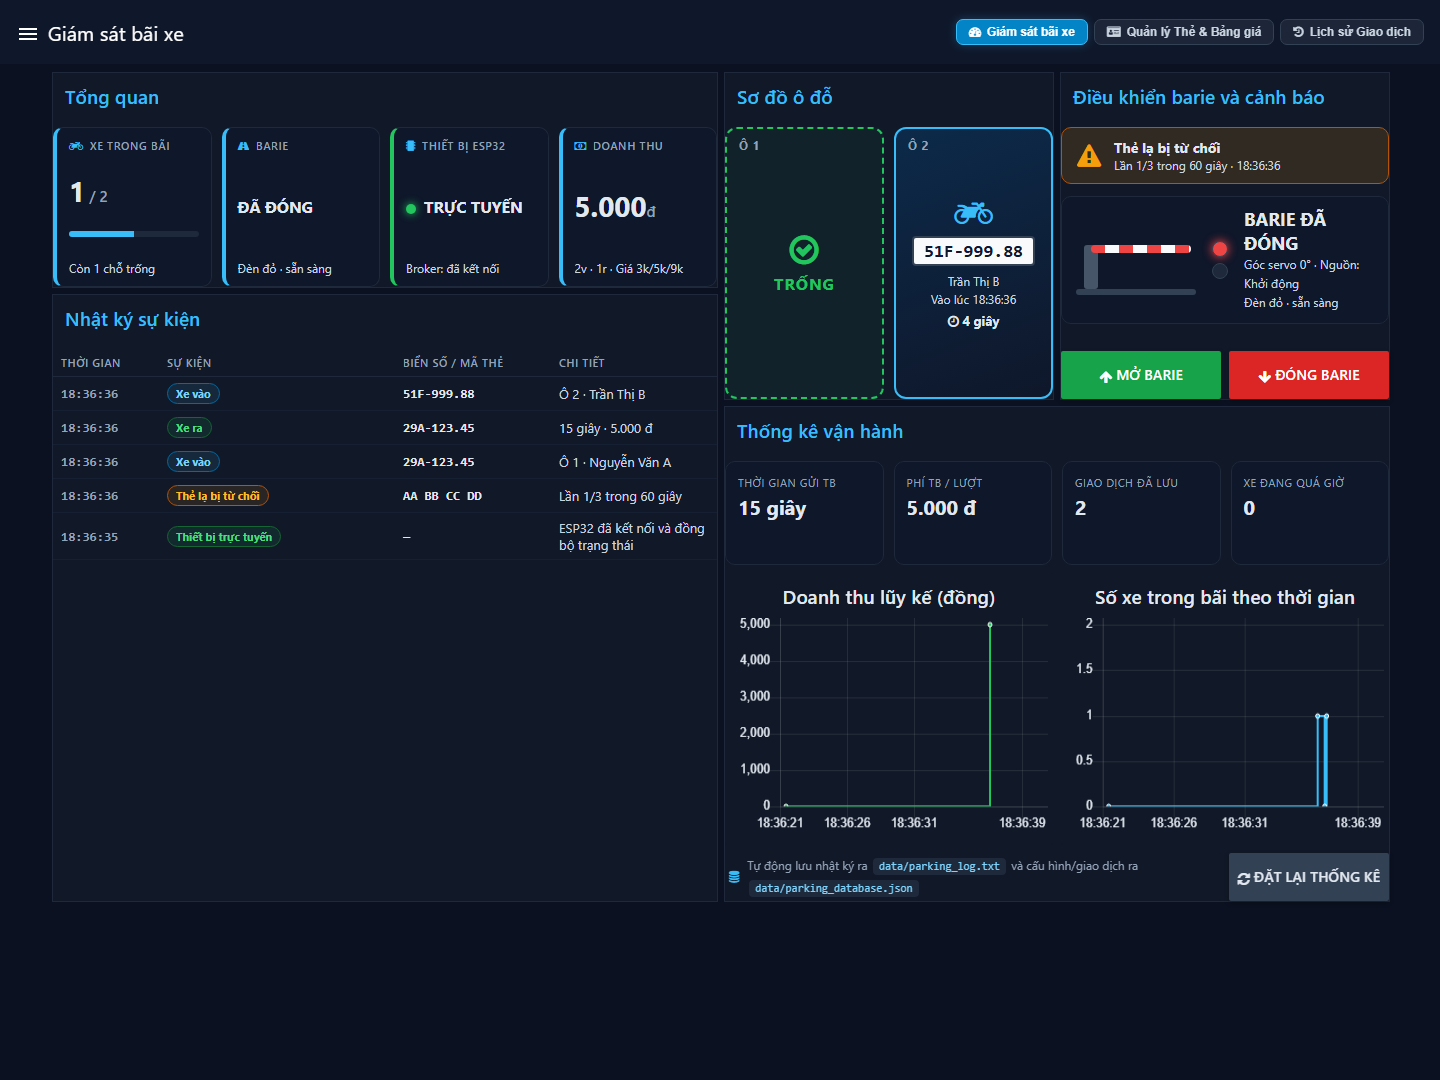 Giám sát bãi xe
Giám sát bãi xe
Quản lý Thẻ & Bảng giá
Lịch sử Giao dịch
Tổng quan
XE TRONG BÃI
1 / 2
Còn 1 chỗ trống
BARIE
ĐÃ ĐÓNG
Đèn đỏ · sẵn sàng
THIẾT BỊ ESP32
TRỰC TUYẾN
Broker: đã kết nối
DOANH THU
5.000đ
2v · 1r · Giá 3k/5k/9k
Nhật ký sự kiện
THỜI GIAN SỰ KIỆN BIỂN SỐ / MÃ THẺ CHI TIẾT
18:36:36 Xe vào 51F-999.88 Ô 2 · Trần Thị B
18:36:36 Xe ra 29A-123.45 15 giây · 5.000 đ
18:36:36 Xe vào 29A-123.45 Ô 1 · Nguyễn Văn A
18:36:36 Thẻ lạ bị từ chối AA BB CC DD Lần 1/3 trong 60 giây
18:36:35 Thiết bị trực tuyến — ESP32 đã kết nối và đồng
bộ trạng thái
Sơ đồ ô đỗ
Ô 1
TRỐNG
Ô 2
51F-999.88
Trần Thị B
Vào lúc 18:36:36
4 giây
Điều khiển barie và cảnh báo
Thẻ lạ bị từ chối
Lần 1/3 trong 60 giây · 18:36:36
BARIE ĐÃ
ĐÓNG
Góc servo 0° · Nguồn:
Khởi động
Đèn đỏ · sẵn sàng
MỞ BARIE
ĐÓNG BARIE
Thống kê vận hành
THỜI GIAN GỬI TB
15 giây
PHÍ TB / LƯỢT
5.000 đ
GIAO DỊCH ĐÃ LƯU
2
XE ĐANG QUÁ GIỜ
0
Doanh thu lũy kế (đồng)
5,000
4,000
3,000
2,000
1,000
0
18:36:21 18:36:26 18:36:31 18:36:39
Số xe trong bãi theo thời gian
2
1.5
1
0.5
0
18:36:21 18:36:26 18:36:31 18:36:39
Tự động lưu nhật ký ra data/parking_log.txt và cấu hình/giao dịch ra
data/parking_database.json
ĐẶT LẠI THỐNG KÊ